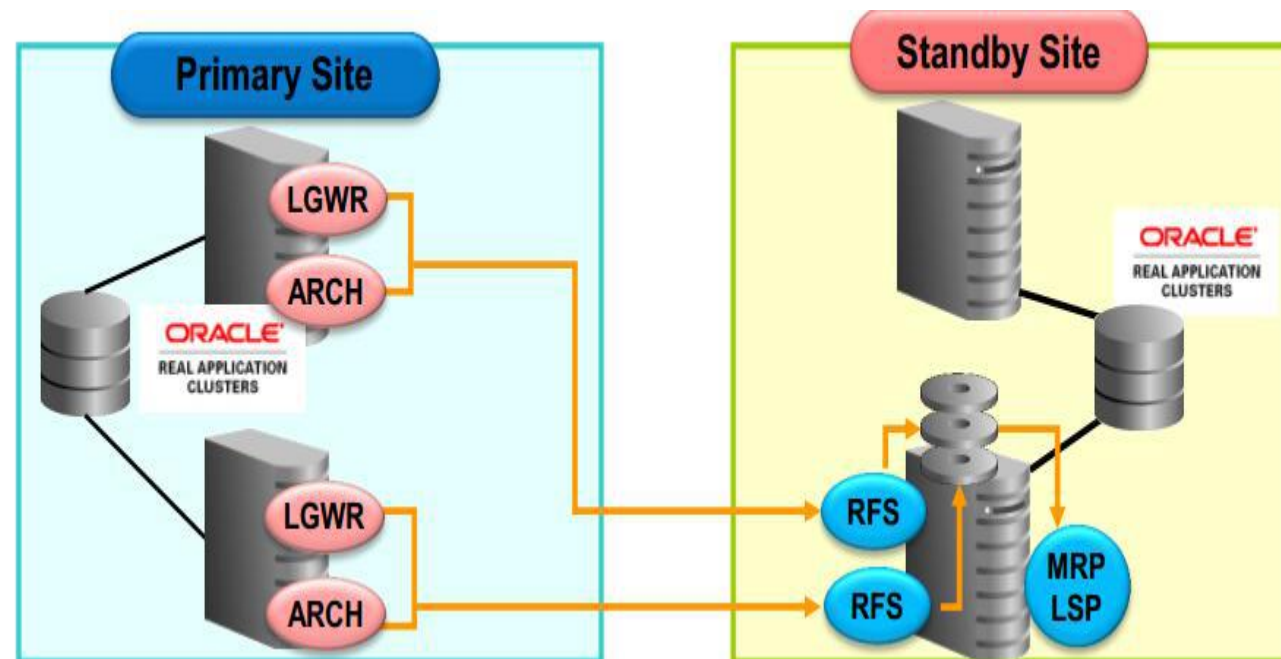 Primary Site
LGWR
ARCH
ORACLE'
REAL APPLICATION
CLUSTERS
LGWR
ARCH
Standby Site
ORACLE'
REAL APPLICATION
CLUSTERS
RFS
RFS
MRP
LSP